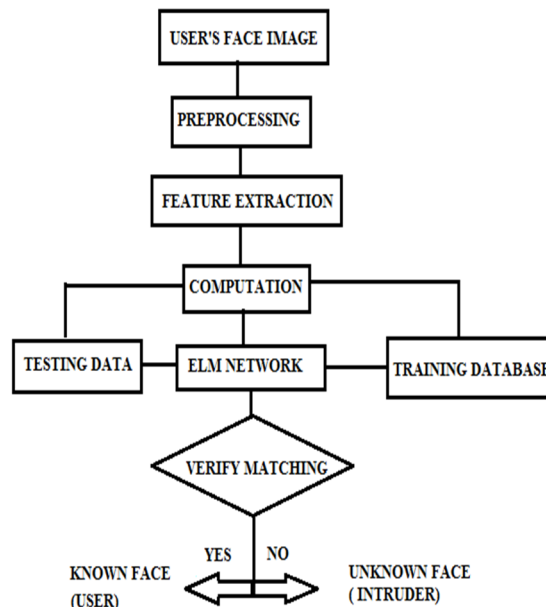 USER'S FACE IMAGE
PREPROCESSING
FEATURE EXTRACTION
COMPUTATION
TESTING DATA
ELM NETWORK
TRAINING DATABASE
VERIFY MATCHING
YES
NO
KNOWN FACE
(USER)
UNKNOWN FACE
( INTRUDER)